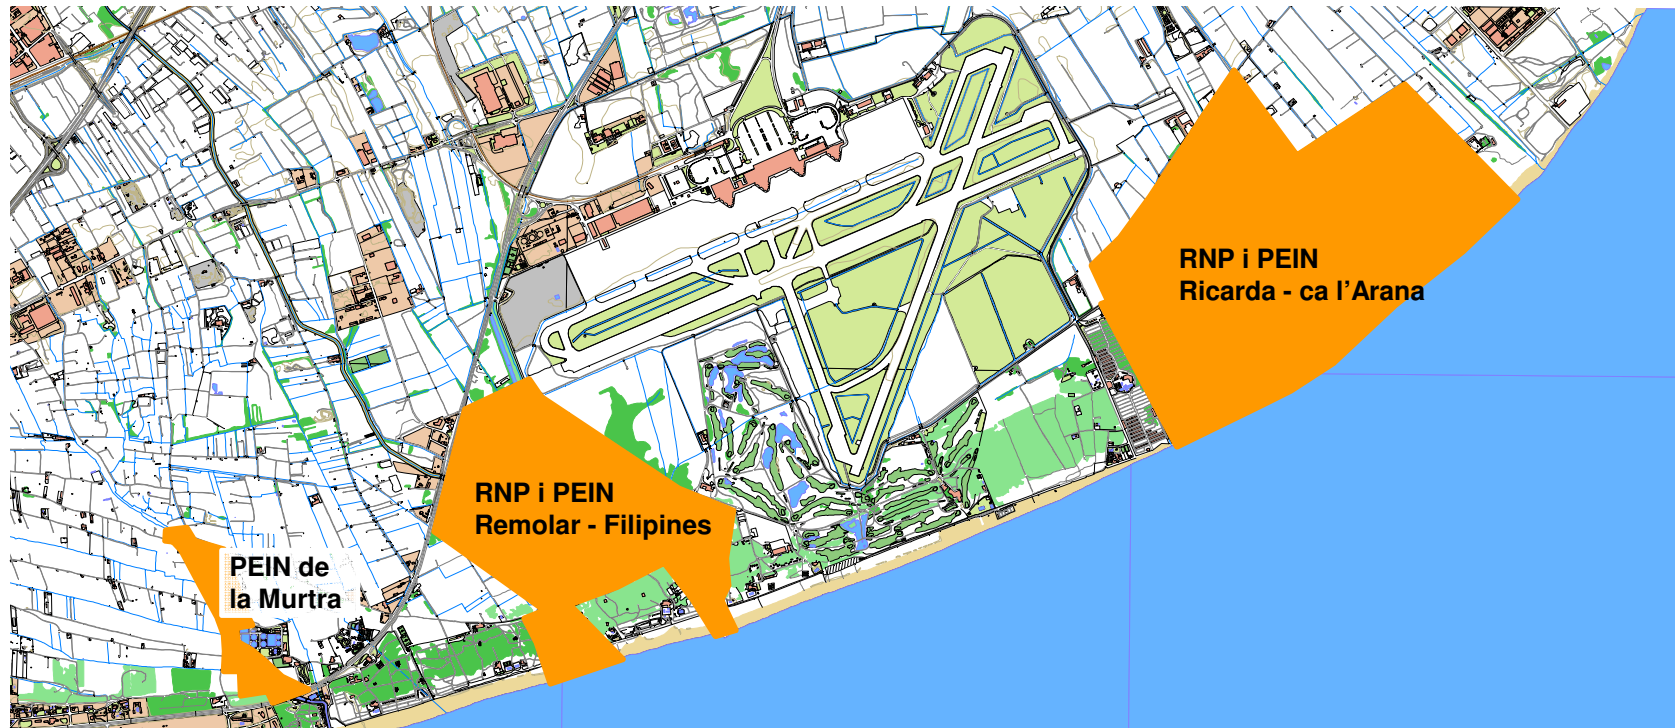 RNP i PEIN
Ricarda - ca l'Arana
RNP i PEIN
Remolar - Filipines
PEIN de
la Murtra